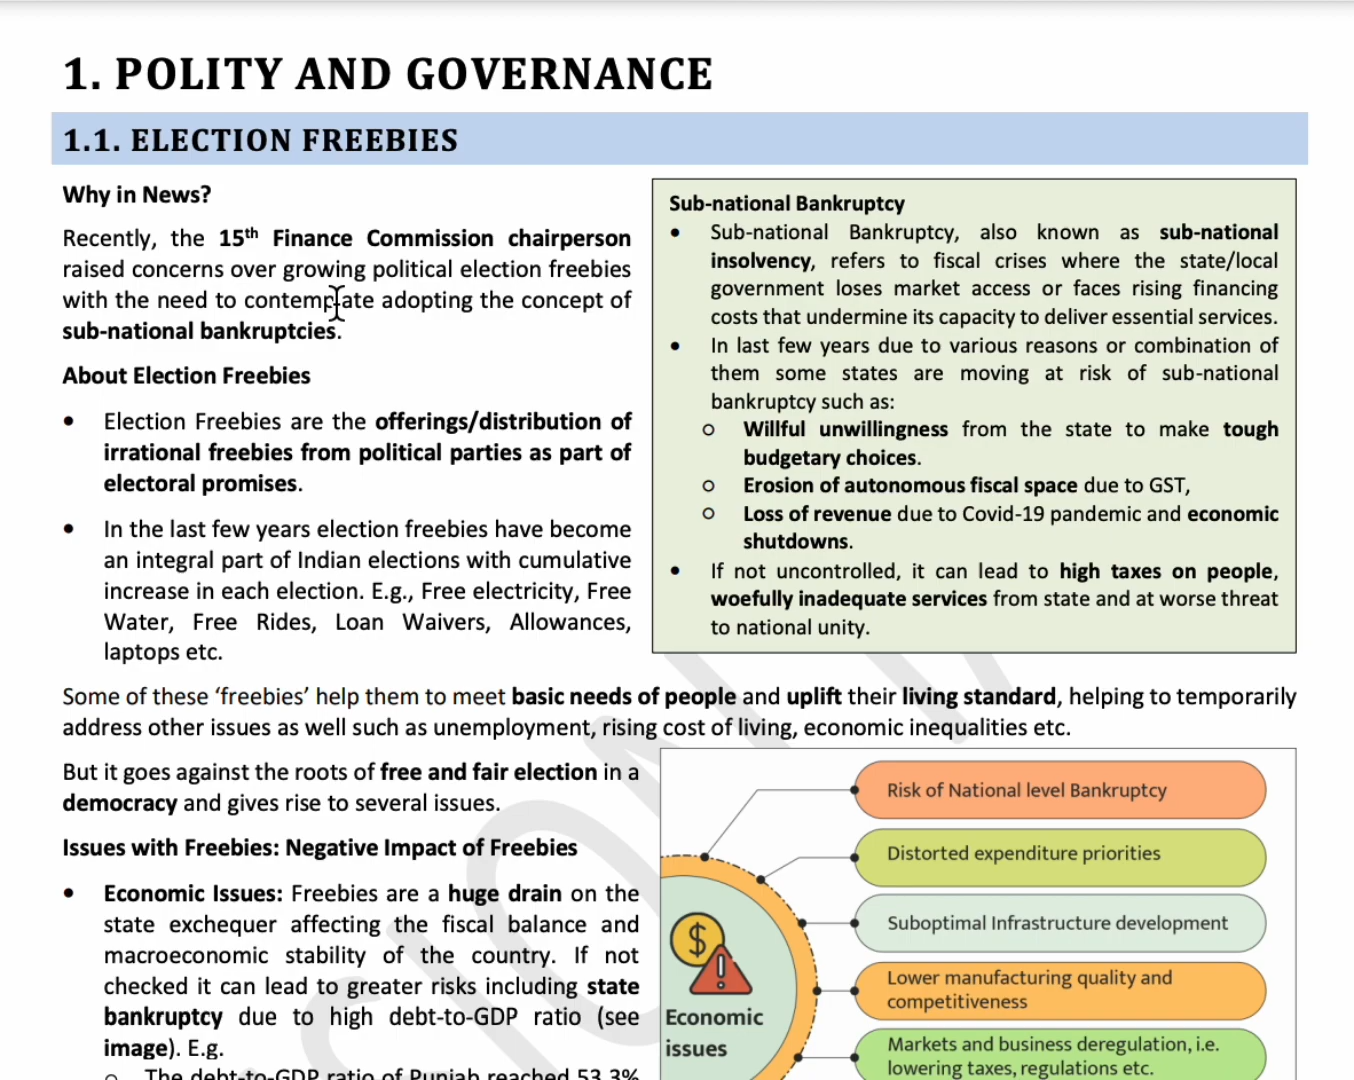 1. POLITY AND GOVERNANCE
1.1. ELECTION FREEBIES
Why in News?
Recently, the 15th Finance Commission chairperson
raised concerns over growing political election freebies
with the need to contemplate adopting the concept of
sub-national bankruptcies.
About Election Freebies
• Election Freebies are the offerings/distribution of
irrational freebies from political parties as part of
electoral promises.
• In the last few years election freebies have become
an integral part of Indian elections with cumulative
increase in each election. E.g., Free electricity, Free
Water, Free Rides, Loan Waivers, Allowances,
laptops etc.
Sub-national Bankruptcy
• Sub-national Bankruptcy, also known as sub-national
insolvency, refers to fiscal crises where the state/local
government loses market access or faces rising financing
costs that undermine its capacity to deliver essential services.
• In last few years due to various reasons or combination of
them some states are moving at risk of sub-national
bankruptcy such as:
o Willful unwillingness from the state to make tough
budgetary choices.
o Erosion of autonomous fiscal space due to GST,
o Loss of revenue due to Covid-19 pandemic and economic
shutdowns.
• If not uncontrolled, it can lead to high taxes on people,
woefully inadequate services from state and at worse threat
to national unity.
Some of these ‘freebies’ help them to meet basic needs of people and uplift their living standard, helping to temporarily
address other issues as well such as unemployment, rising cost of living, economic inequalities etc.
But it goes against the roots of free and fair election in a
democracy and gives rise to several issues.
Issues with Freebies: Negative Impact of Freebies
• Economic Issues: Freebies are a huge drain on the
state exchequer affecting the fiscal balance and
macroeconomic stability of the country. If not
checked it can lead to greater risks including state
bankruptcy due to high debt-to-GDP ratio (see
image). E.g.
o The debt-to-GDP ratio of Punjab reached 53.3%
Economic
issues
Risk of National level Bankruptcy
Distorted expenditure priorities
Suboptimal Infrastructure development
Lower manufacturing quality and
competitiveness
Markets and business deregulation, i.e.
lowering taxes, regulations etc.